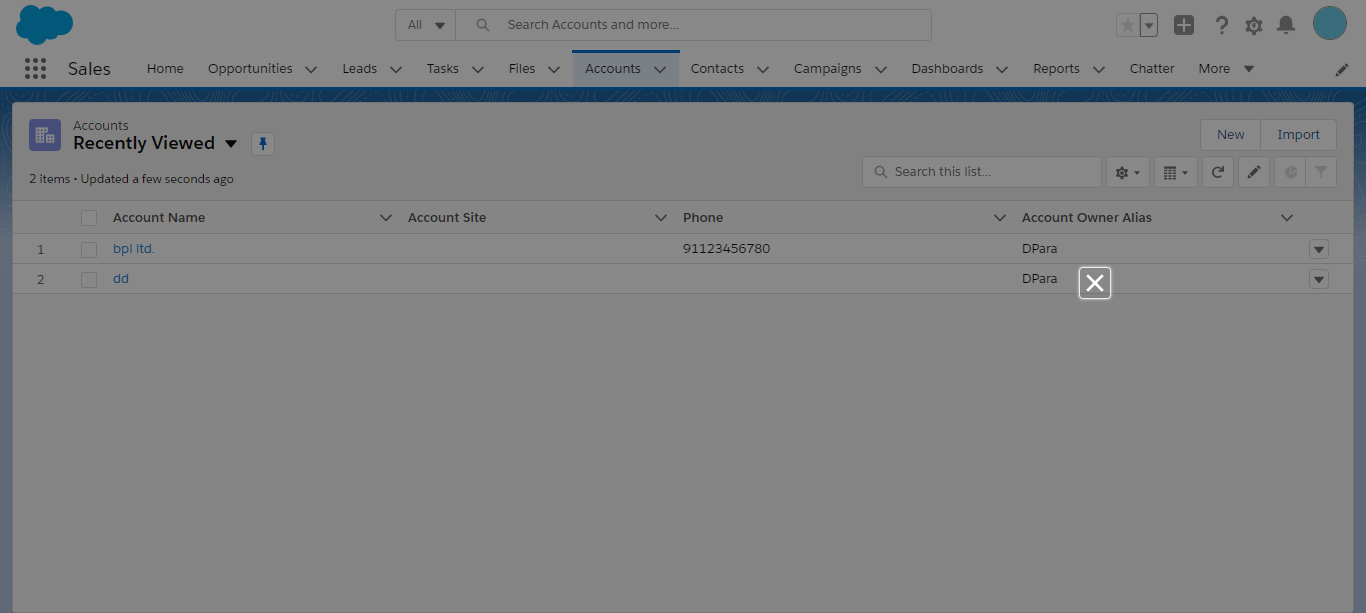 All Search Accounts and more...
Sales Home Opportunities Leads Tasks Files Accounts Contacts Campaigns Dashboards Reports Chatter More
Accounts
Recently Viewed
New Import
2 items • Updated a few seconds ago
Search this list...
Account Name Account Site Phone Account Owner Alias
1 bpl ltd. 91123456780 DPara
2 dd DPara